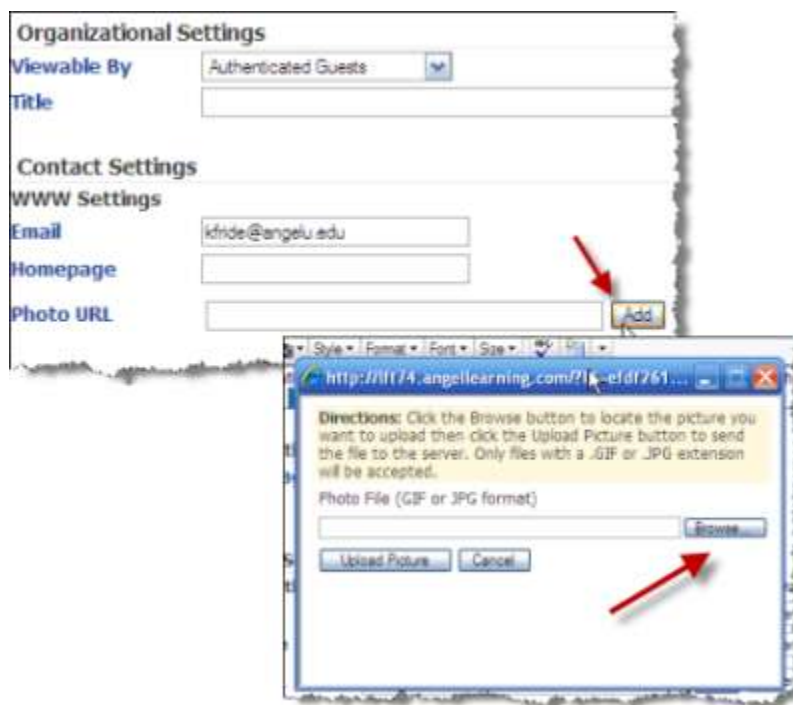 Organizational Settings
Viewable By Authenticated Guests
Title
Contact Settings
WWW Settings
Email kfride@angelu.edu
Homepage
Photo URL Add
Style Format Font Size
Directions: Click the Browse button to locate the picture you
want to upload then click the Upload Picture button to send
the file to the server. Only files with a .GIF or .JPG extension
will be accepted.
Photo File (GIF or JPG format)
Browse...
Upload Picture Cancel